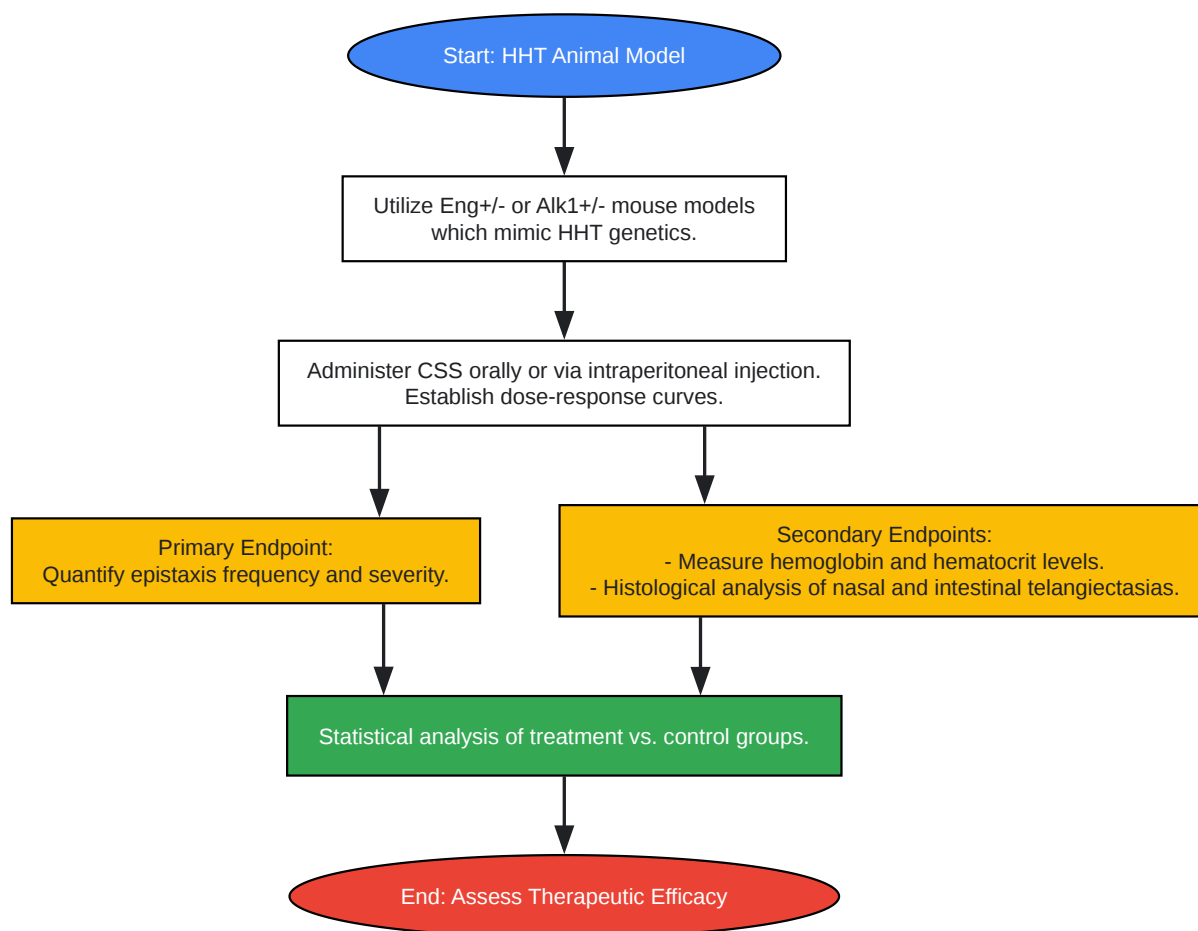 Start: HHT Animal Model
Utilize Eng+/- or Alk1+/- mouse models
which mimic HHT genetics.
Administer CSS orally or via intraperitoneal injection.
Establish dose-response curves.
Primary Endpoint:
Quantify epistaxis frequency and severity.
Secondary Endpoints:
- Measure hemoglobin and hematocrit levels.
- Histological analysis of nasal and intestinal telangiectasias.
Statistical analysis of treatment vs. control groups.
End: Assess Therapeutic Efficacy